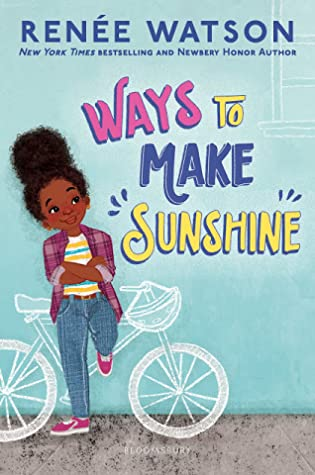 RENÉE WATSON
NEW YORK TIMES BESTSELLING AND NEWBERY HONOR AUTHOR
WAYS TO
MAKE
SUNSHINE
BLOOMSBURY